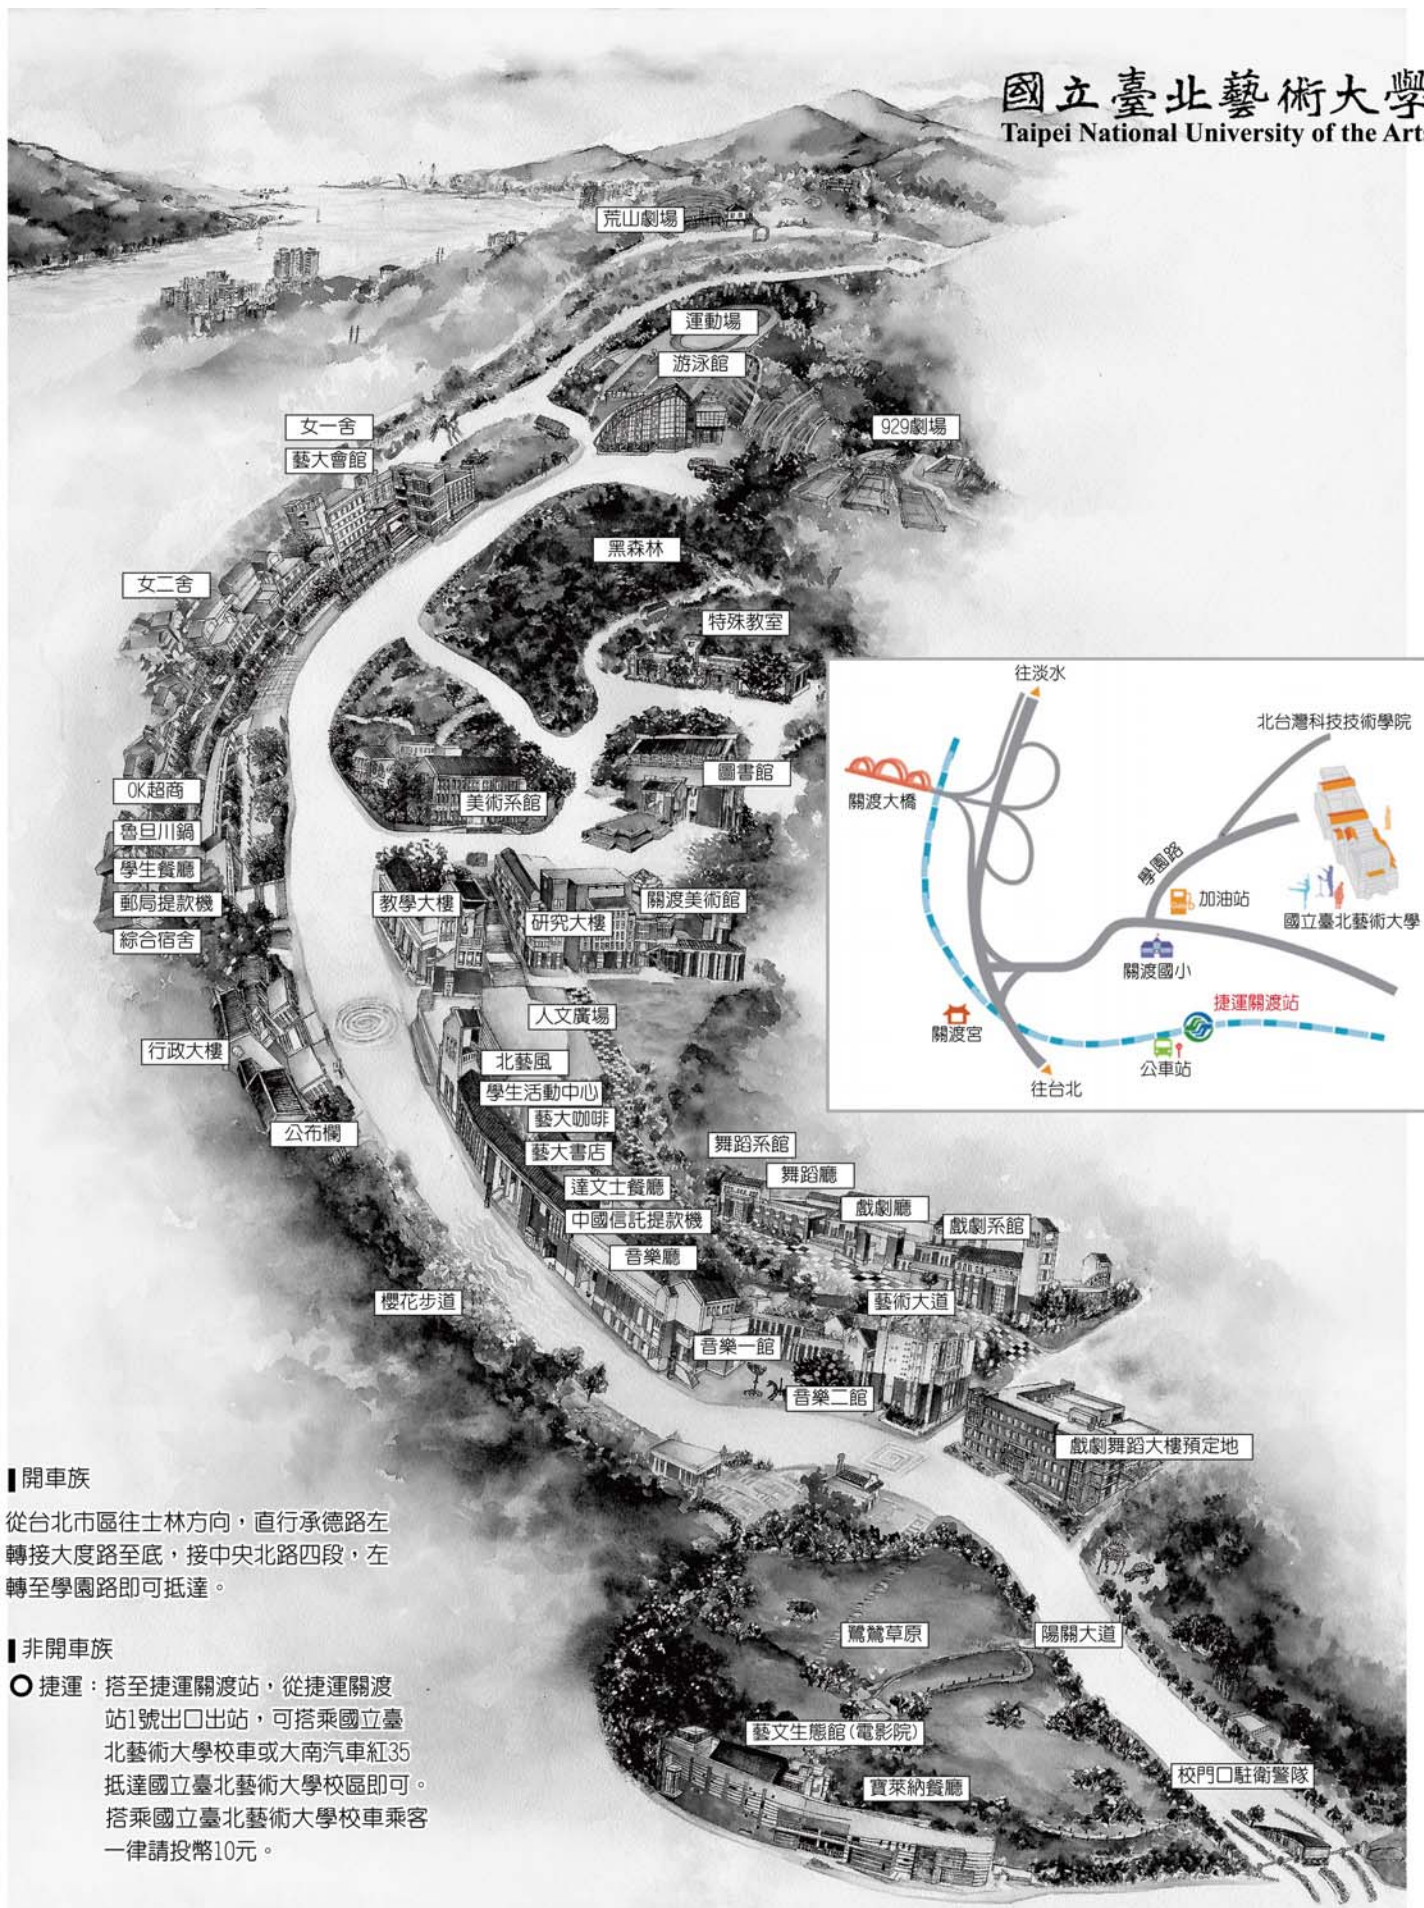 國立臺北藝術大學
Taipei National University of the Arts
荒山劇場
運動場
游泳館
女一舍
藝大會館
929劇場
黑森林
女二舍
特殊教室
OK超商
魯旦川鍋
學生餐廳
郵局提款機
綜合宿舍
美術系館
圖書館
教學大樓
研究大樓
關渡美術館
人文廣場
行政大樓
公布欄
北藝風
學生活動中心
藝大咖啡
藝大書店
達文士餐廳
中國信託提款機
音樂廳
舞蹈系館
舞蹈廳
戲劇廳
戲劇系館
櫻花步道
藝術大道
音樂一館
音樂二館
戲劇舞蹈大樓預定地
鷺鷥草原
陽關大道
藝文生態館(電影院)
寶萊納餐廳
校門口駐衛警隊
往淡水
北台灣科技技術學院
關渡大橋
學園路
加油站
國立臺北藝術大學
關渡國小
捷運關渡站
關渡宮
公車站
往台北
開車族
從台北市區往士林方向，直行承德路左
轉接大度路至底，接中央北路四段，左
轉至學園路即可抵達。
非開車族
捷運：搭至捷運關渡站，從捷運關渡
站1號出口出站，可搭乘國立臺
北藝術大學校車或大南汽車紅35
抵達國立臺北藝術大學校區即可。
搭乘國立臺北藝術大學校車乘客
一律請投幣10元。